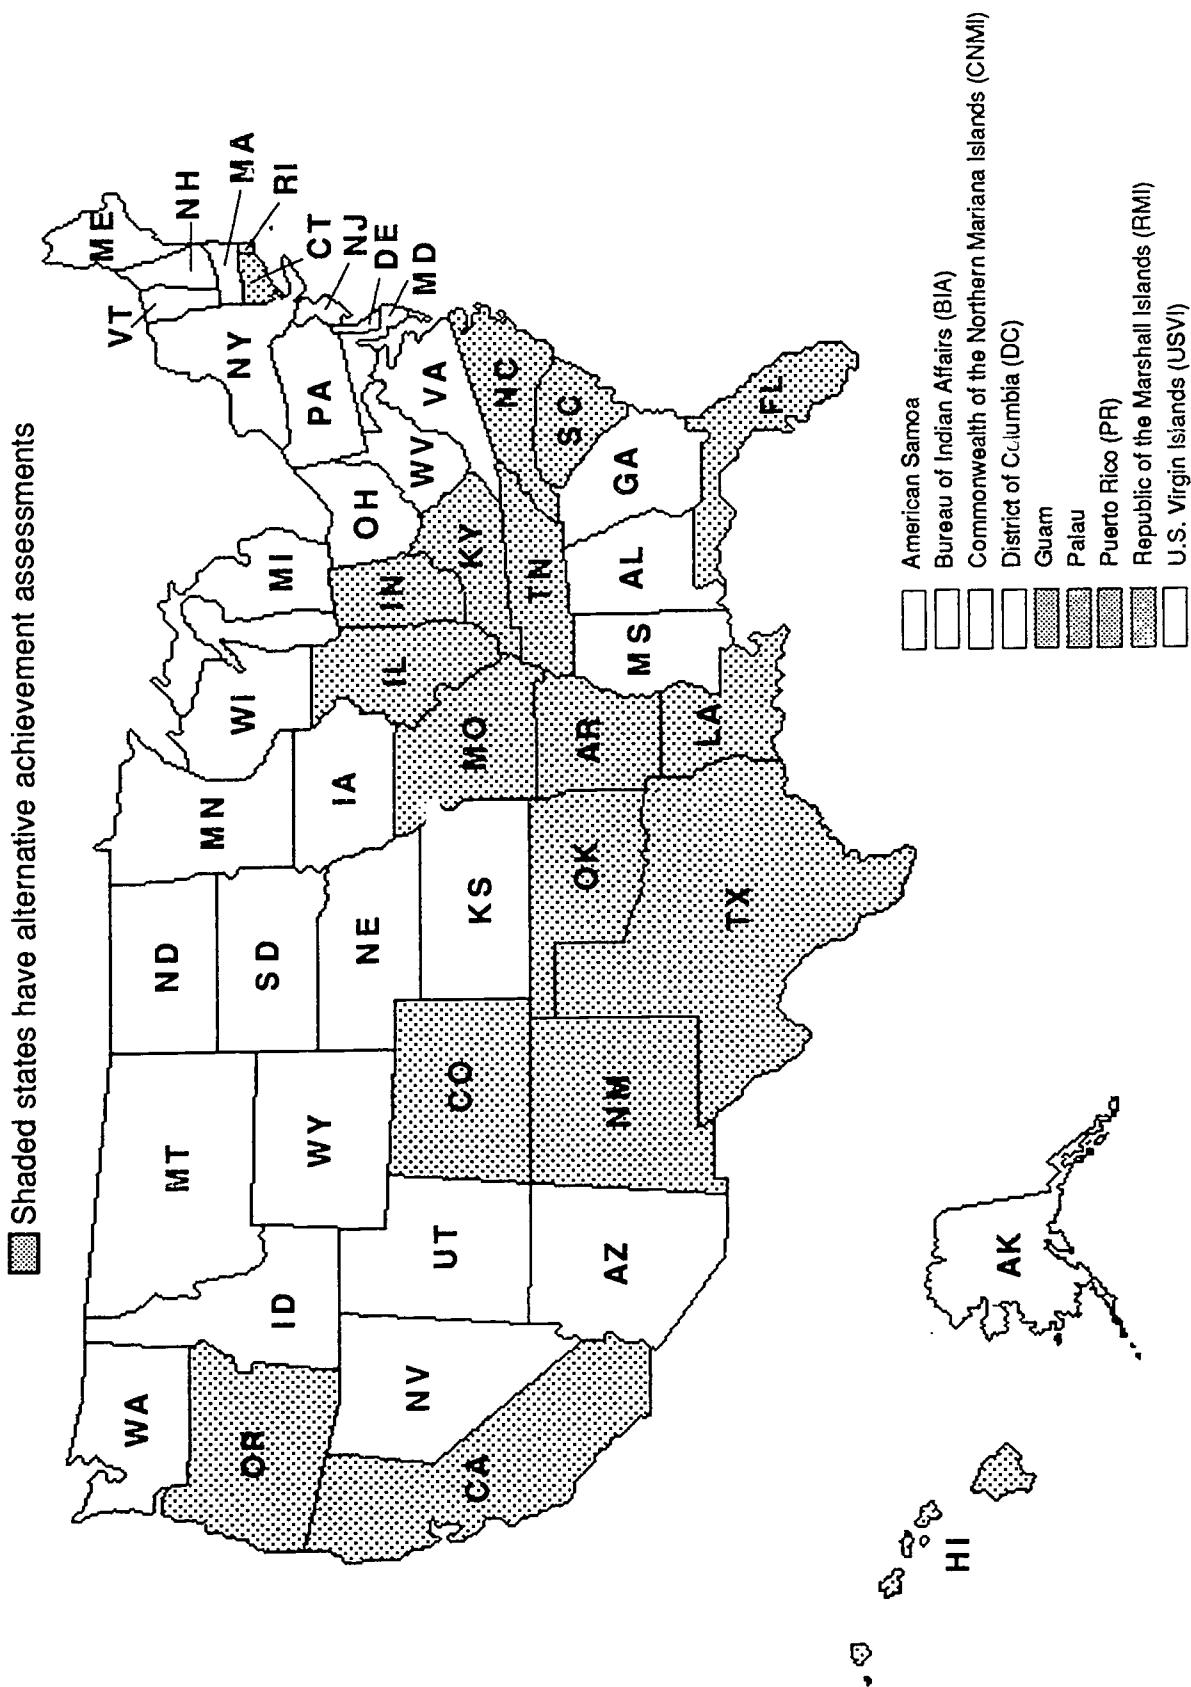 Shaded states have alternative achievement assessments
WA
OR
CA
NV
ID
MT
WY
UT
AZ
CO
NM
ND
SD
NE
KS
OK
TX
MN
IA
MO
AR
LA
WI
IL
MI
IN
OH
KY
TN
MS
AL
GA
FL
SC
NC
VA
WV
PA
NY
VT
ME
NH
MA
RI
CT
NJ
DE
MD
HI
AK
American Samoa
Bureau of Indian Affairs (BIA)
Commonwealth of the Northern Mariana Islands (CNMI)
District of Columbia (DC)
Guam
Palau
Puerto Rico (PR)
Republic of the Marshall Islands (RMI)
U.S. Virgin Islands (USVI)